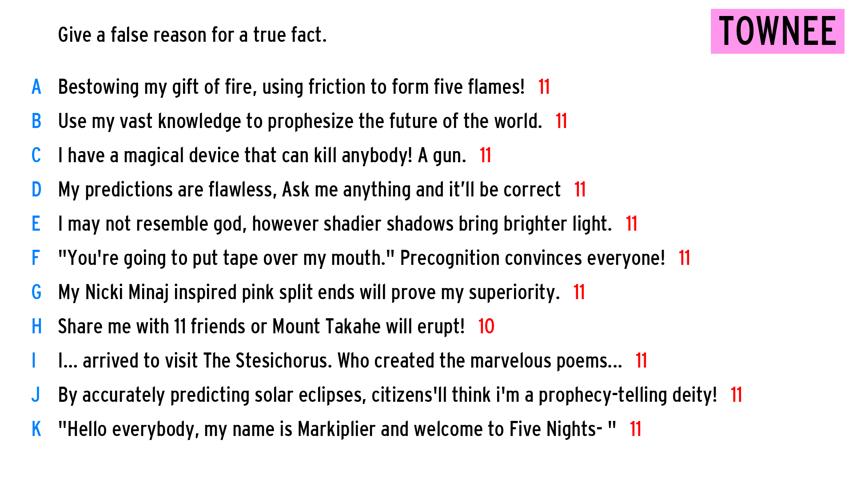 Give a false reason for a true fact.
TOWNEE
A Bestowing my gift of fire, using friction to form five flames! 11
B Use my vast knowledge to prophesize the future of the world. 11
C I have a magical device that can kill anybody! A gun. 11
D My predictions are flawless, Ask me anything and it'll be correct 11
E I may not resemble god, however shadier shadows bring brighter light. 11
F "You're going to put tape over my mouth." Precognition convinces everyone! 11
G My Nicki Minaj inspired pink split ends will prove my superiority. 11
H Share me with 11 friends or Mount Takahe will erupt! 10
I I... arrived to visit The Stesichorus. Who created the marvelous poems... 11
J By accurately predicting solar eclipses, citizens'll think i'm a prophecy-telling deity! 11
K "Hello everybody, my name is Markiplier and welcome to Five Nights- " 11